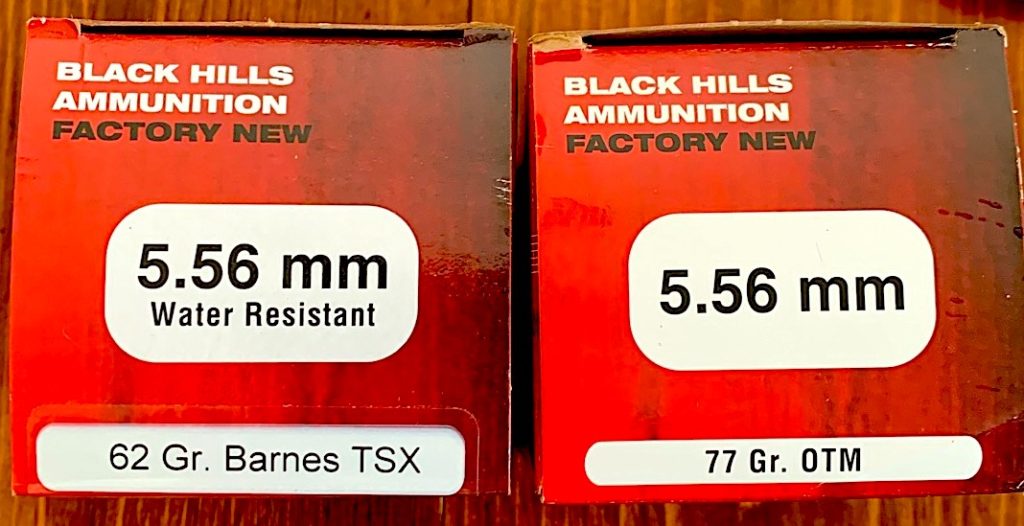 BLACK HILLS
AMMUNITION
FACTORY NEW
5.56 mm
Water Resistant
62 Gr. Barnes TSX
BLACK HILLS
AMMUNITION
FACTORY NEW
5.56 mm
77 Gr. OTM